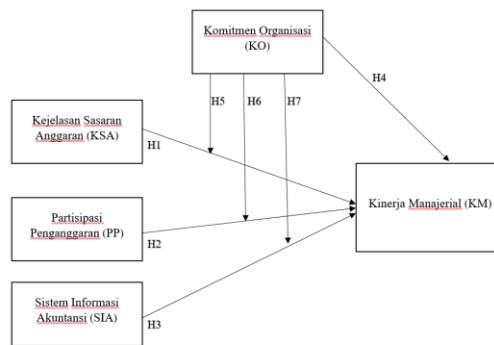 Komitmen Organisasi
(KO)
H4
H5
H6
H7
Kejelasan Sasaran
Anggaran (KSA)
H1
Kinerja Manajerial (KM)
Partisipasi
Penganggaran (PP)
H2
Sistem Informasi
Akuntansi (SIA)
H3